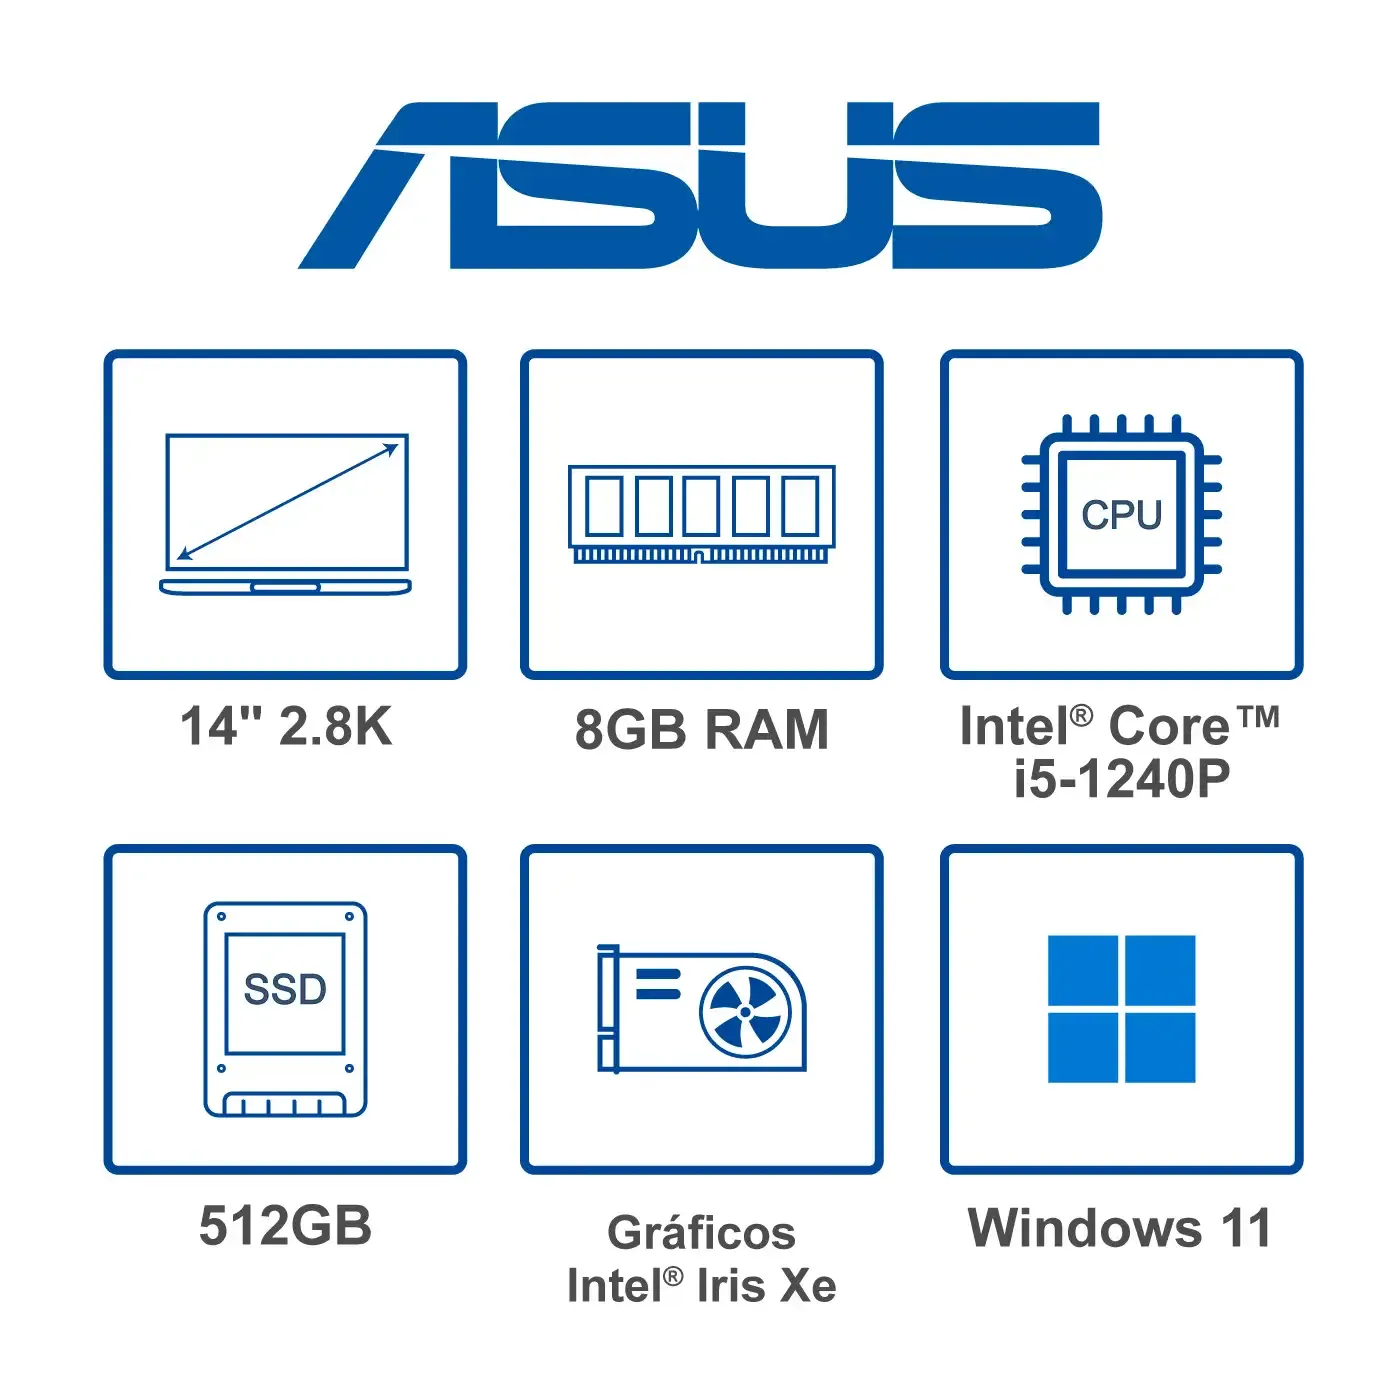 ASUS
CPU
14" 2.8K
8GB RAM
Intel® Core™
i5-1240P
SSD
512GB
Gráficos
Intel® Iris Xe
Windows 11